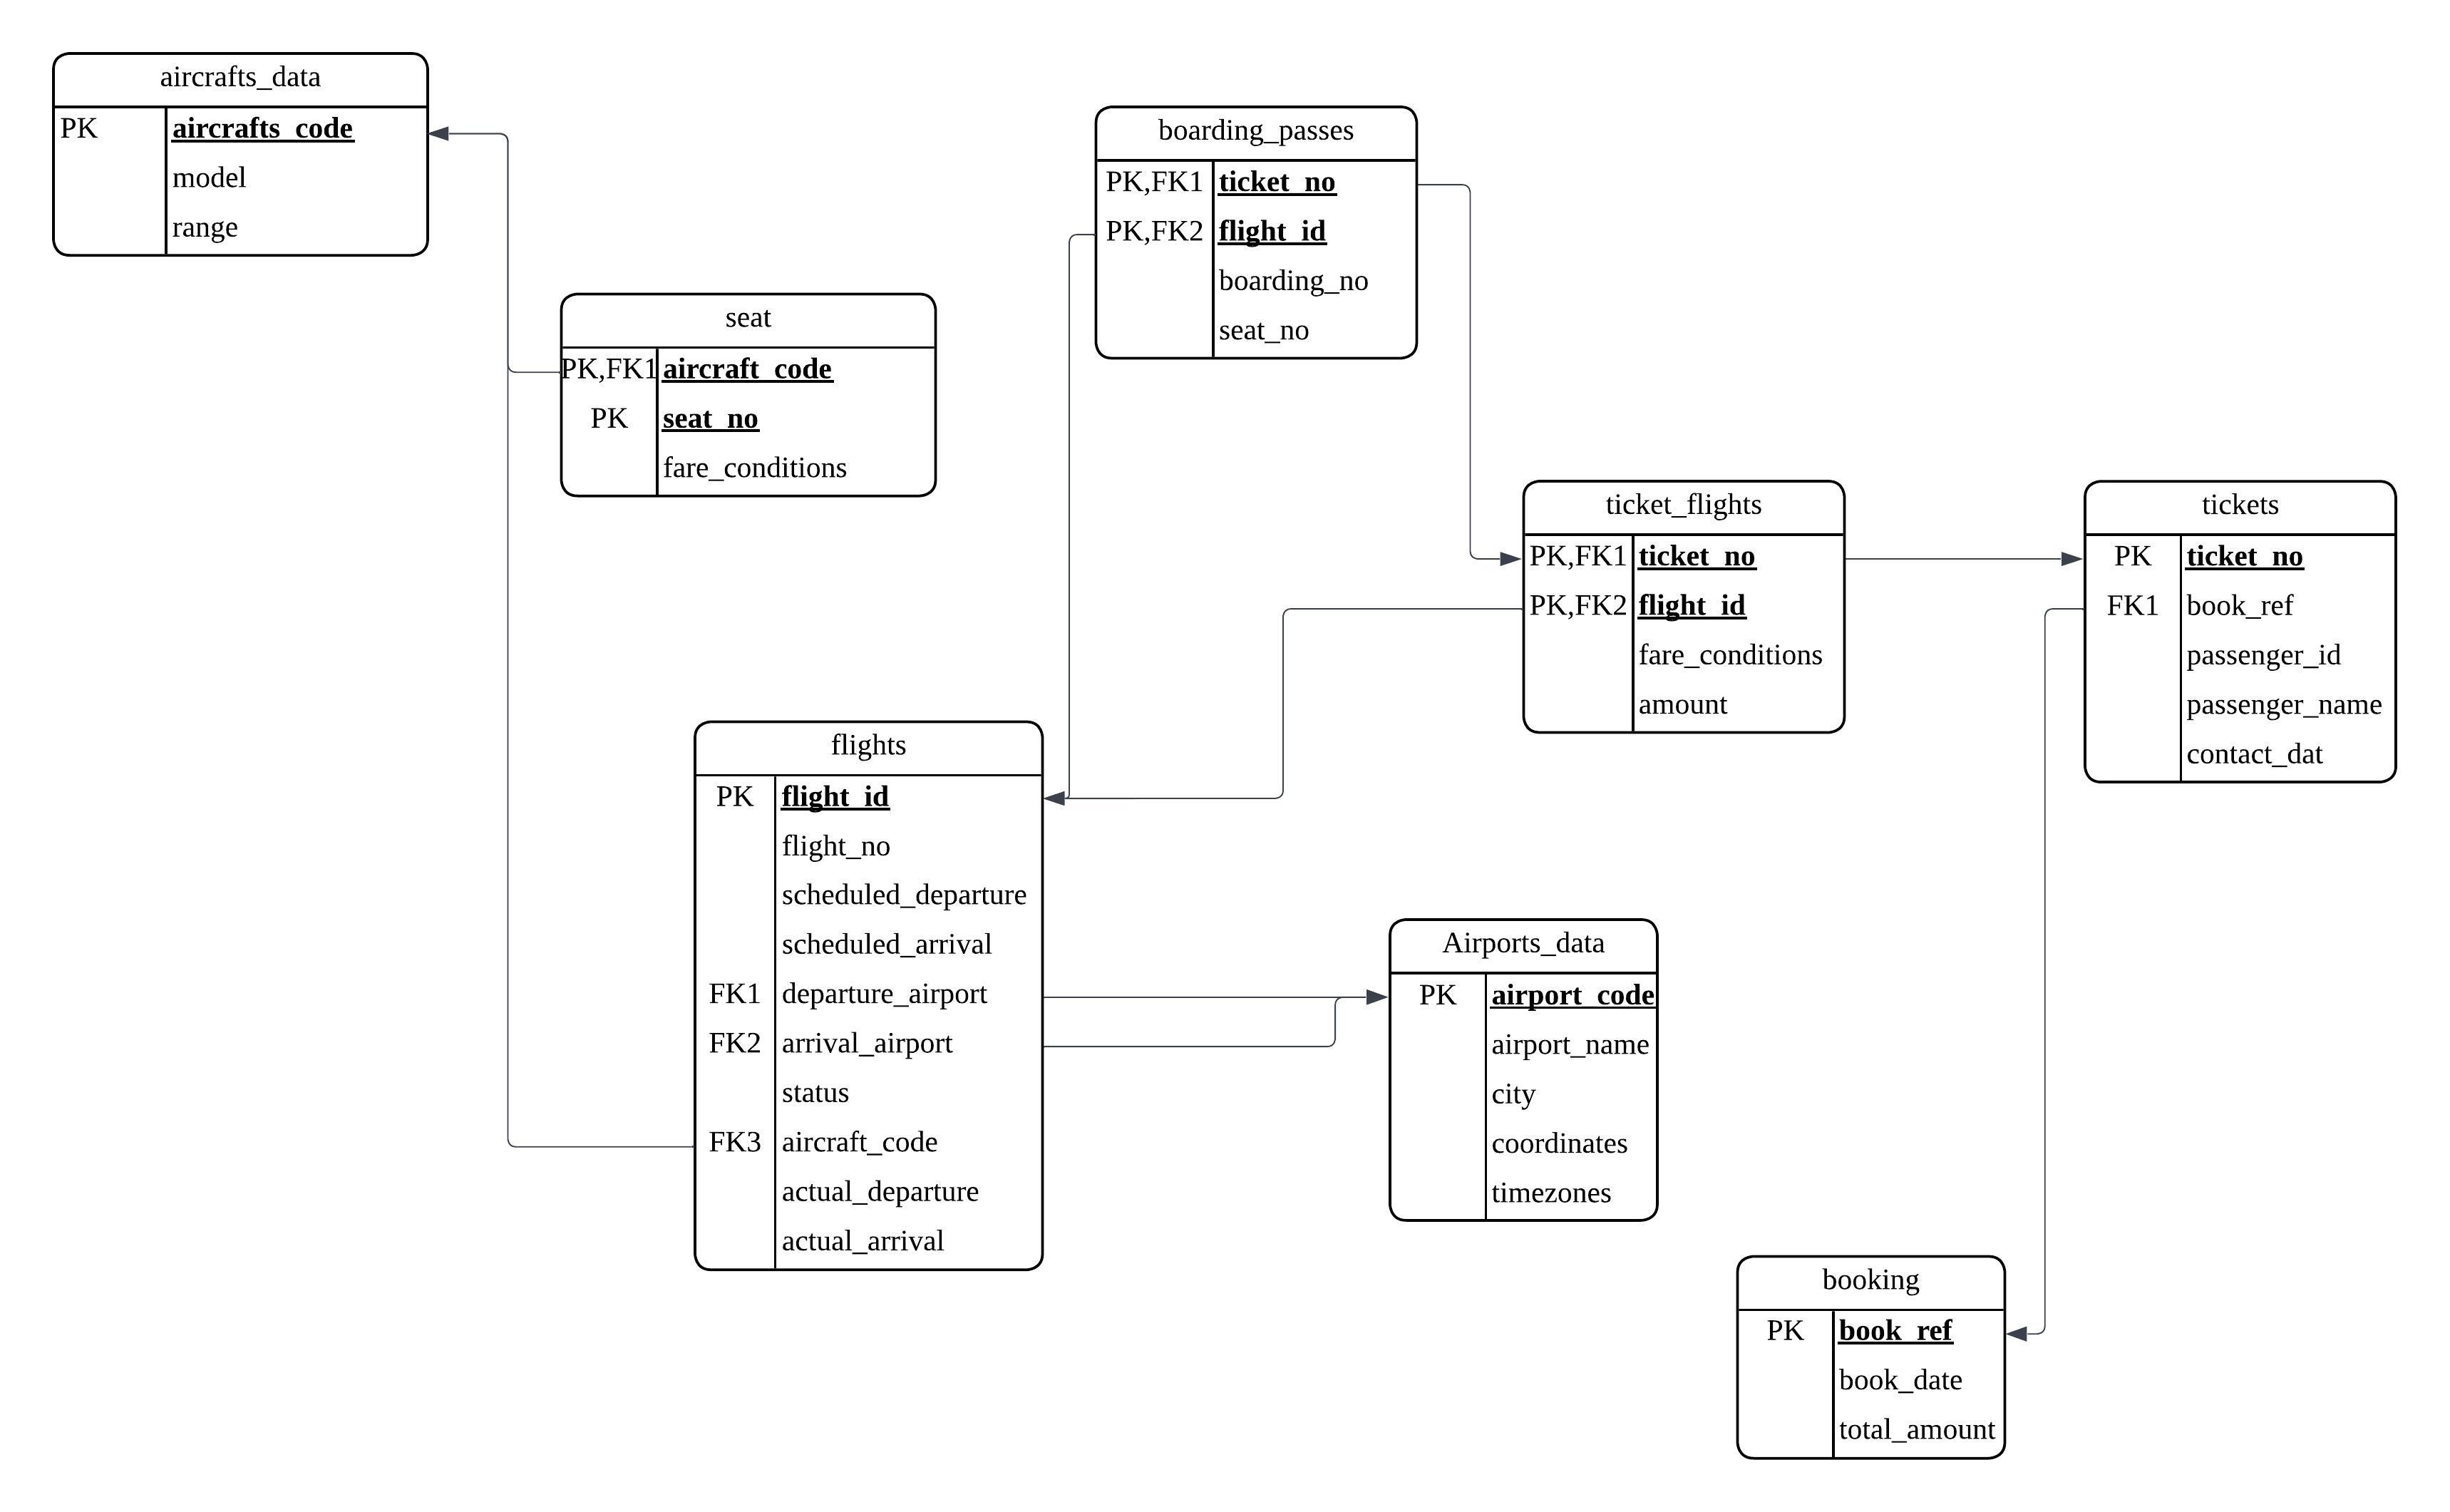 aircrafts_data
PK aircrafts_code
model
range
boarding_passes
PK,FK1 ticket_no
PK,FK2 flight_id
boarding_no
seat_no
seat
PK,FK1 aircraft_code
PK seat_no
fare_conditions
ticket_flights
PK,FK1 ticket_no
PK,FK2 flight_id
fare_conditions
amount
tickets
PK ticket_no
FK1 book_ref
passenger_id
passenger_name
contact_dat
flights
PK flight_id
flight_no
scheduled_departure
scheduled_arrival
FK1 departure_airport
FK2 arrival_airport
status
FK3 aircraft_code
actual_departure
actual_arrival
Airports_data
PK airport_code
airport_name
city
coordinates
timezones
booking
PK book_ref
book_date
total_amount